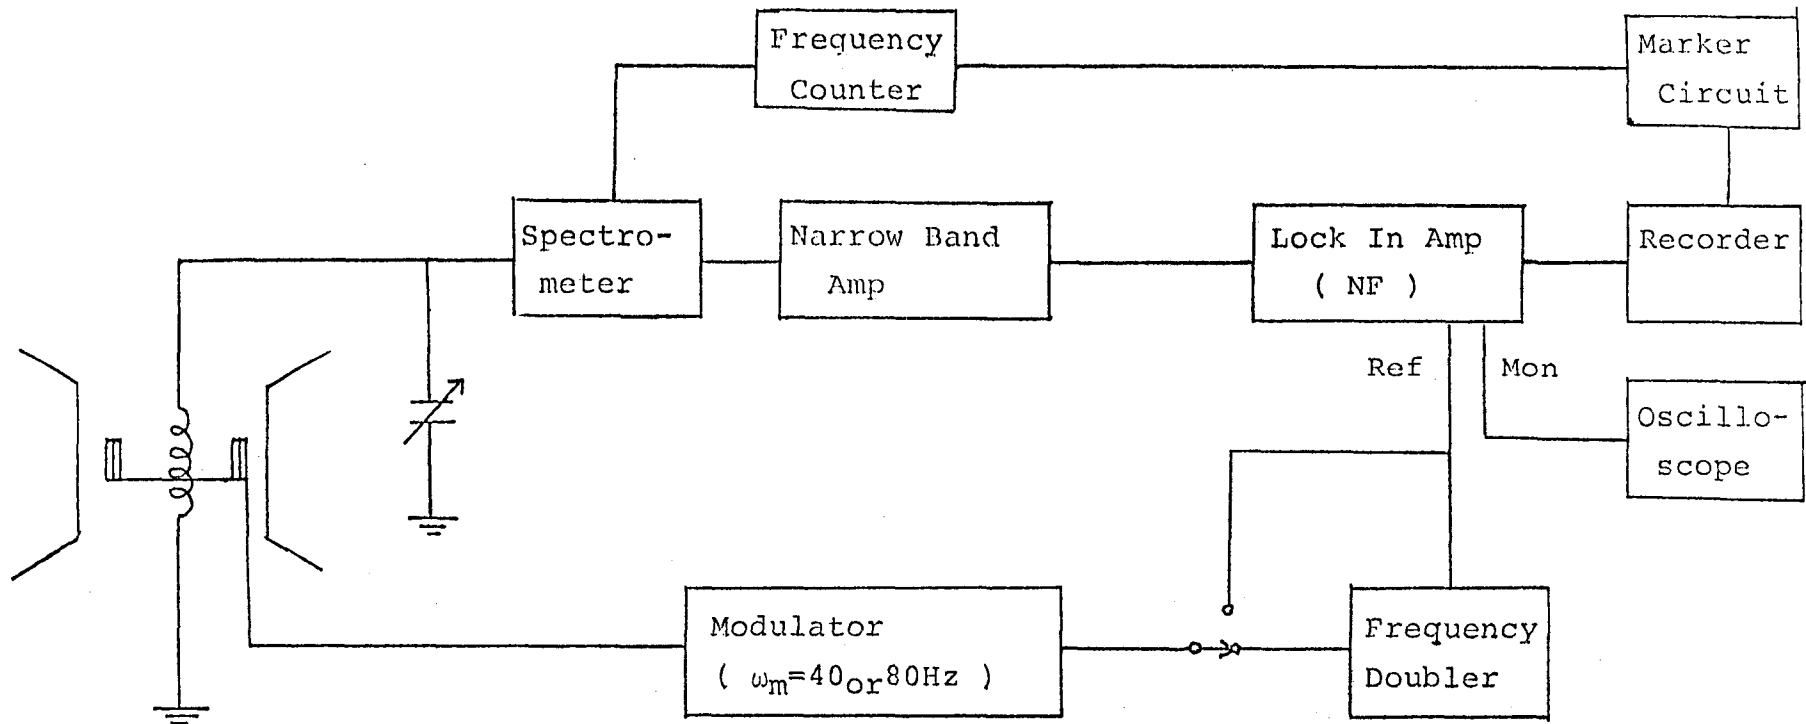 Frequency
Counter
Marker
Circuit
Spectro-
meter
Narrow Band
Amp
Lock In Amp
( NF )
Recorder
Ref
Mon
Oscillo-
scope
Modulator
( ωm=40or80Hz )
Frequency
Doubler